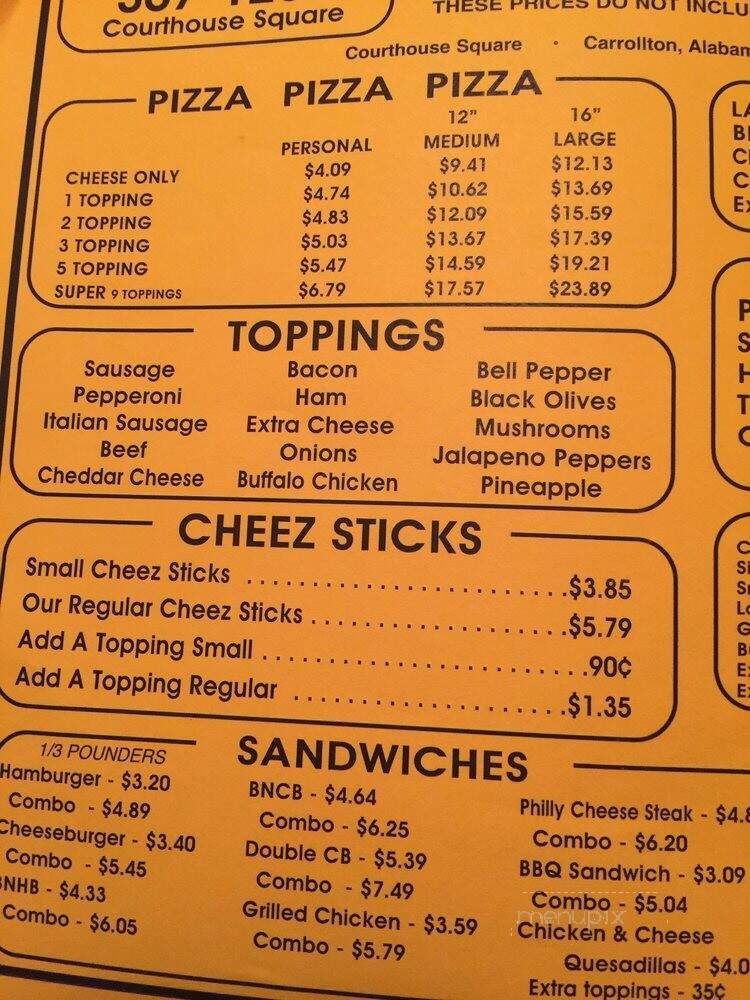 Courthouse Square
THESE PRICES DO NOT
Courthouse Square · Carrollton,
PIZZA PIZZA PIZZA
12" 16"
PERSONAL MEDIUM LARGE
CHEESE ONLY $4.09 $9.41 $12.13
1 TOPPING $4.74 $10.62 $13.69
2 TOPPING $4.83 $12.09 $15.59
3 TOPPING $5.03 $13.67 $17.39
5 TOPPING $5.47 $14.59 $19.21
SUPER 9 TOPPINGS $6.79 $17.57 $23.89
TOPPINGS
Sausage Bacon Bell Pepper
Pepperoni Ham Black Olives
Italian Sausage Extra Cheese Mushrooms
Beef Onions Jalapeno Peppers
Cheddar Cheese Buffalo Chicken Pineapple
CHEEZ STICKS
Small Cheez Sticks ..............................$3.85
Our Regular Cheez Sticks ........................$5.79
Add A Topping Small ..............................90¢
Add A Topping Regular ........................$1.35
SANDWICHES
1/3 POUNDERS
Hamburger - $3.20
Combo - $4.89
Cheeseburger - $3.40
Combo - $5.45
BNHB - $4.33
Combo - $6.05
BNCB - $4.64
Combo - $6.25
Double CB - $5.39
Combo - $7.49
Grilled Chicken - $3.59
Combo - $5.79
Philly Cheese Steak -
Combo - $6.20
BBQ Sandwich - $3.09
Combo - $5.04
Chicken & Cheese
Quesadillas -
Extra toppings - 35¢
menupix